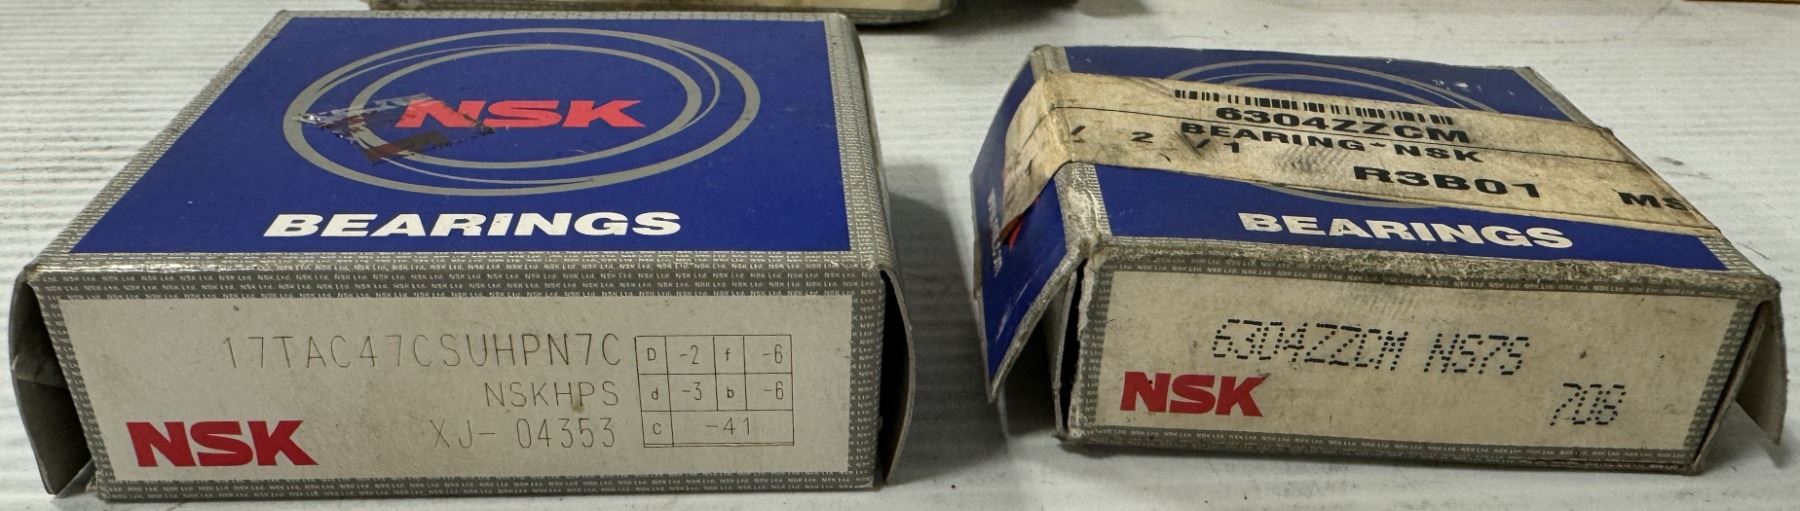 NSK
BEARINGS
17TAC47CSUHPN7C
NSKHPS
XJ- 04353
D -2 f -6
d -3 b -6
c -41
NSK
6304ZZCM
BEARING*NSK
/ 2 /1
R3B01 MS
BEARINGS
6304ZZCM NS7S
NSK
708